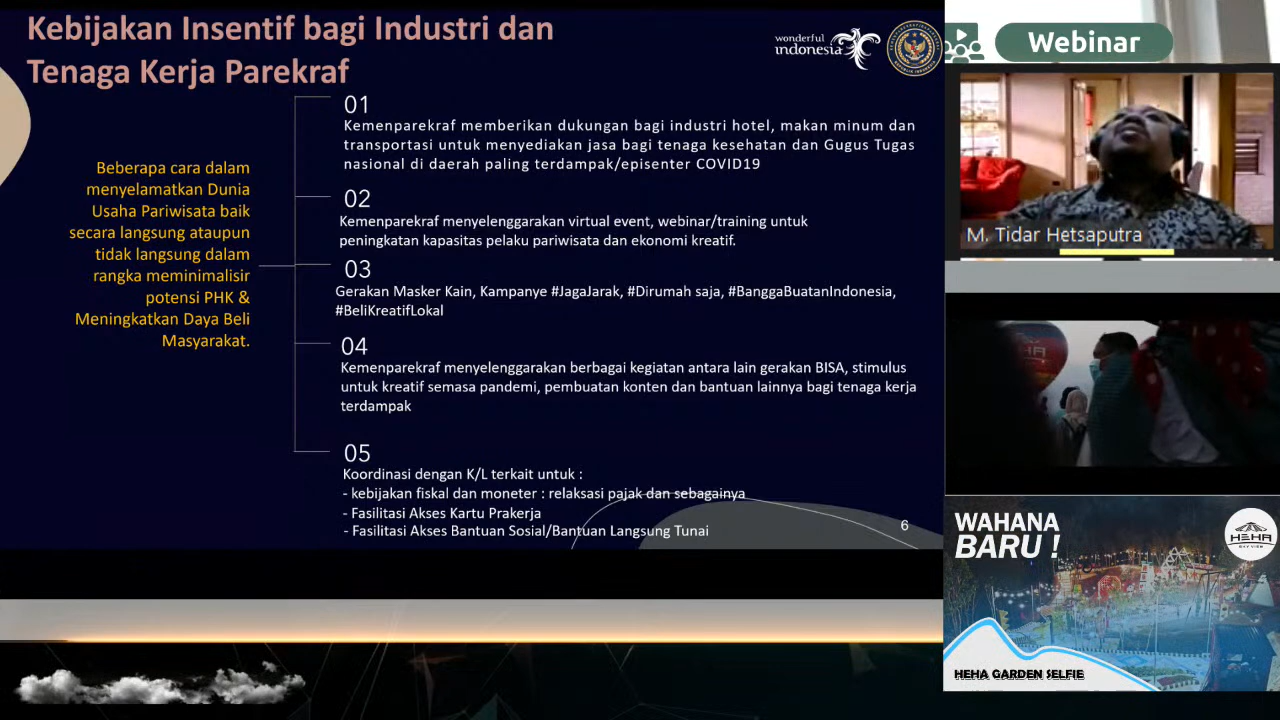 Kebijakan Insentif bagi Industri dan
Tenaga Kerja Parekraf
wonderful
indonesia
Webinar
Beberapa cara dalam
menyelamatkan Dunia
Usaha Pariwisata baik
secara langsung ataupun
tidak langsung dalam
rangka meminimalisir
potensi PHK &
Meningkatkan Daya Beli
Masyarakat.
01
Kemenparekraf memberikan dukungan bagi industri hotel, makan minum dan
transportasi untuk menyediakan jasa bagi tenaga kesehatan dan Gugus Tugas
nasional di daerah paling terdampak/episenter COVID19
02
Kemenparekraf menyelenggarakan virtual event, webinar/training untuk
peningkatan kapasitas pelaku pariwisata dan ekonomi kreatif.
03
Gerakan Masker Kain, Kampanye #JagaJarak, #Dirumah saja, #BanggaBuatanIndonesia,
#BeliKreatifLokal
04
Kemenparekraf menyelenggarakan berbagai kegiatan antara lain gerakan BISA, stimulus
untuk kreatif semasa pandemi, pembuatan konten dan bantuan lainnya bagi tenaga kerja
terdampak
05
Koordinasi dengan K/L terkait untuk :
- kebijakan fiskal dan moneter : relaksasi pajak dan sebagainya
- Fasilitasi Akses Kartu Prakerja
- Fasilitasi Akses Bantuan Sosial/Bantuan Langsung Tunai
6
M. Tidar Hetsaputra
WAHANA
BARU !
HEHA
SKY VIEW
HEHA GARDEN SELFIE